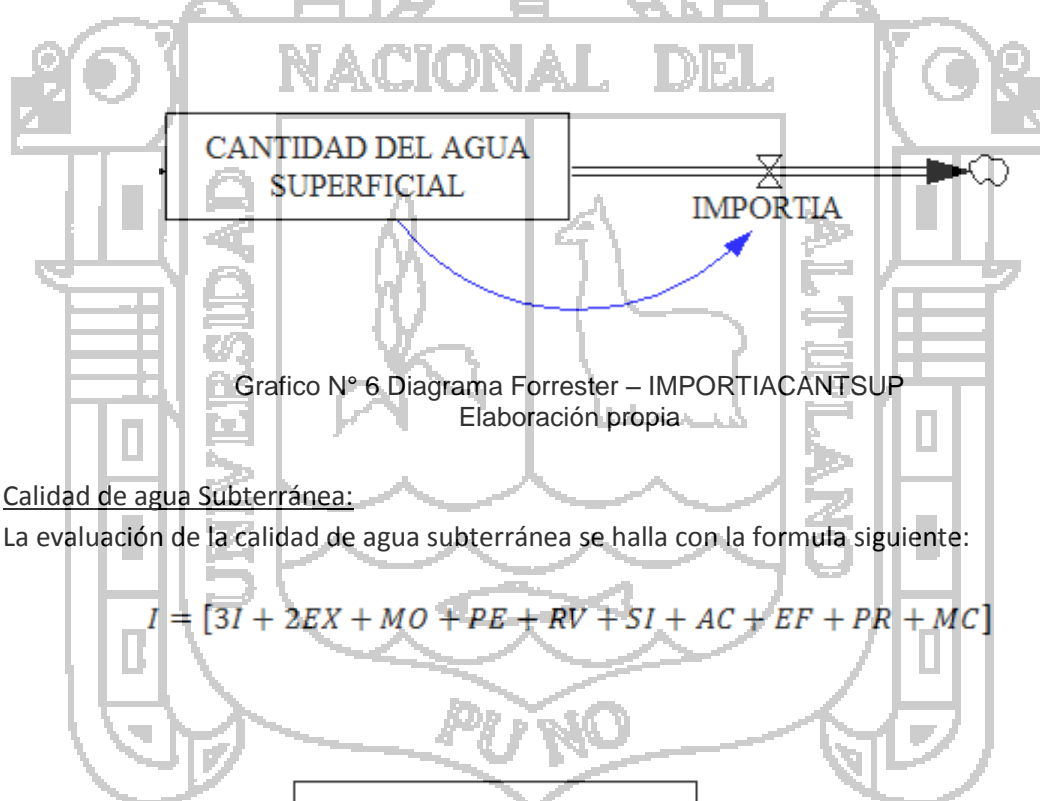 NACIONAL DEL
CANTIDAD DEL AGUA
SUPERFICIAL
IMPORTIA
UNIVERSIDAD
ALTIPLANO
Grafico N° 6 Diagrama Forrester – IMPORTIACANTSUP
Elaboración propia
Calidad de agua Subterránea:
La evaluación de la calidad de agua subterránea se halla con la formula siguiente:
I = [3I + 2EX + MO + PE + RV + SI + AC + EF + PR + MC]
PUNO